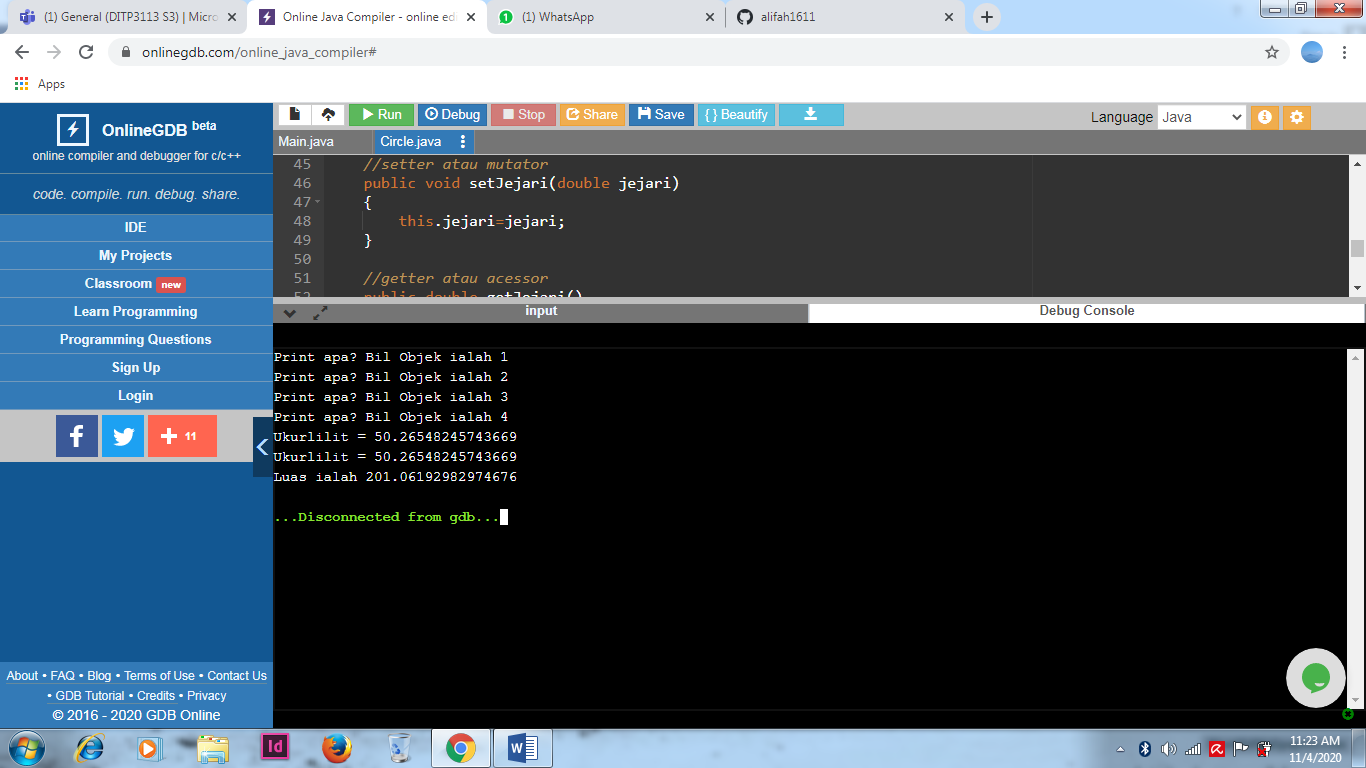 (1) General (DITP3113 S3) | Micro
Online Java Compiler - online edi
(1) WhatsApp
alifah1611
onlinegdb.com/online_java_compiler#
Apps
OnlineGDB beta
online compiler and debugger for c/c++
code. compile. run. debug. share.
IDE
My Projects
Classroom new
Learn Programming
Programming Questions
Sign Up
Login
11
About • FAQ • Blog • Terms of Use • Contact Us
• GDB Tutorial • Credits • Privacy
© 2016 - 2020 GDB Online
Run Debug Stop Share Save { } Beautify
Language Java
Main.java Circle.java
45 //setter atau mutator
46 public void setJejari(double jejari)
47 {
48 this.jejari=jejari;
49 }
50
51 //getter atau acessor
52 public double getJejari()
input Debug Console
Print apa? Bil Objek ialah 1
Print apa? Bil Objek ialah 2
Print apa? Bil Objek ialah 3
Print apa? Bil Objek ialah 4
Ukurlilit = 50.26548245743669
Ukurlilit = 50.26548245743669
Luas ialah 201.06192982974676
...Disconnected from gdb...
Id
W
11:23 AM
11/4/2020